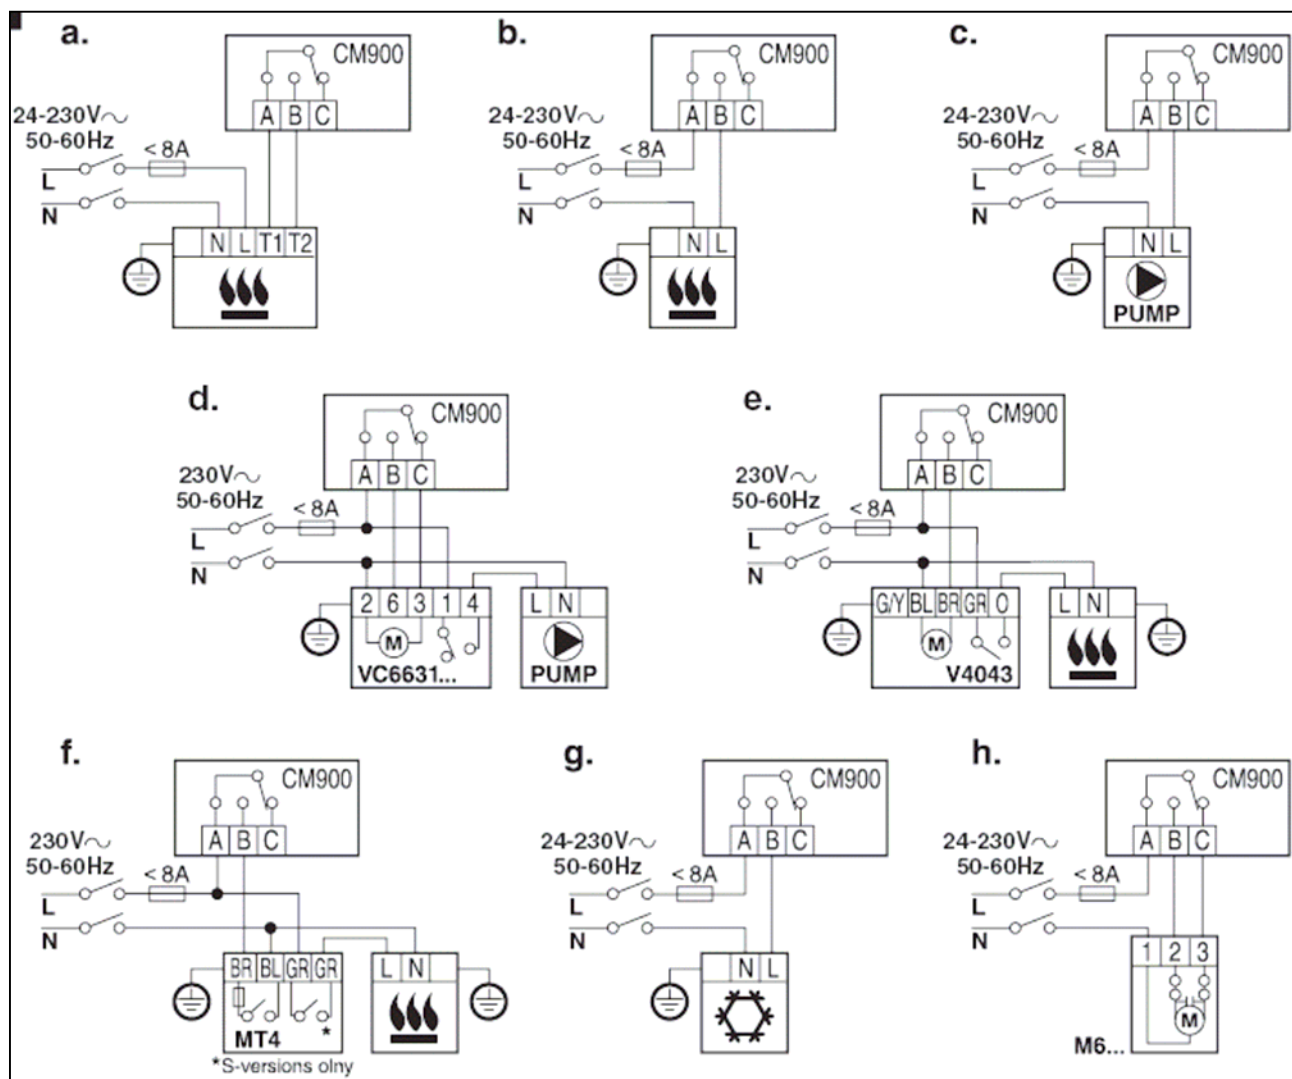 a.
CM900
A B C
24-230V~
50-60Hz
< 8A
L
N
N L T1 T2
b.
CM900
A B C
24-230V~
50-60Hz
< 8A
L
N
N L
c.
CM900
A B C
24-230V~
50-60Hz
< 8A
L
N
N L
PUMP
d.
CM900
A B C
230V~
50-60Hz
< 8A
L
N
2 6 3 1 4
M
VC6631...
L N
PUMP
e.
CM900
A B C
230V~
50-60Hz
< 8A
L
N
G/Y BL BR GR O
M
V4043
L N
f.
CM900
A B C
230V~
50-60Hz
< 8A
L
N
BR BL GR GR
*
MT4
L N
*S-versions olny
g.
CM900
A B C
24-230V~
50-60Hz
< 8A
L
N
N L
h.
CM900
A B C
24-230V~
50-60Hz
< 8A
L
N
1 2 3
M
M6...